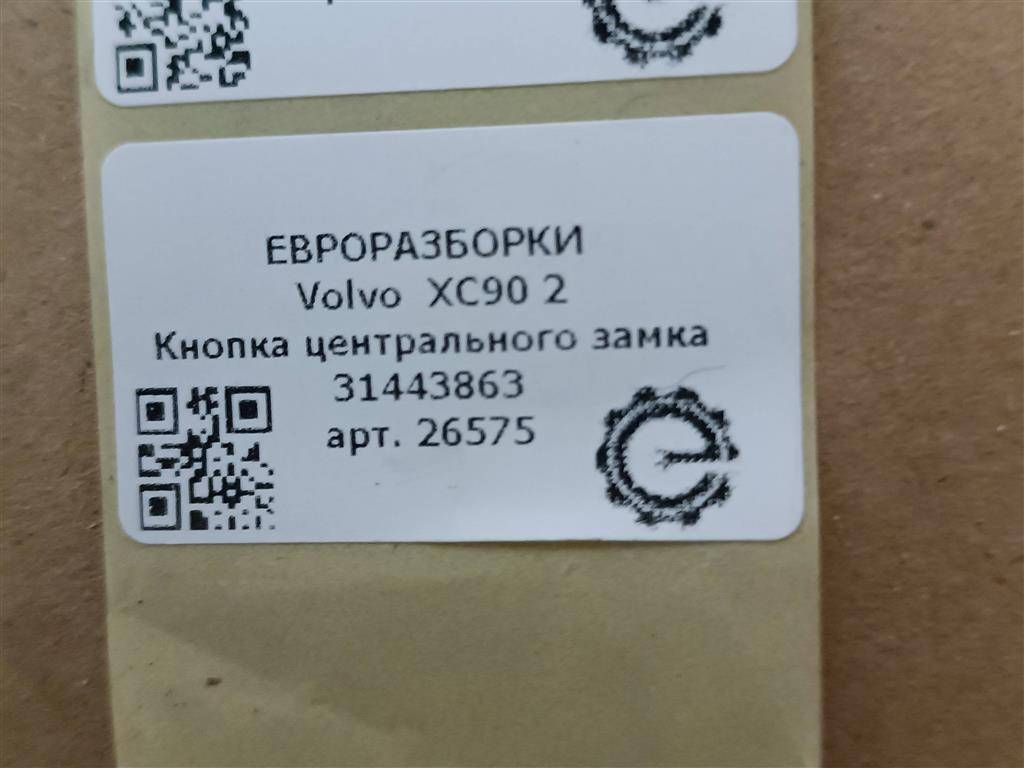 ЕВРОРАЗБОРКИ
Volvo XC90 2
Кнопка центрального замка
31443863
арт. 26575